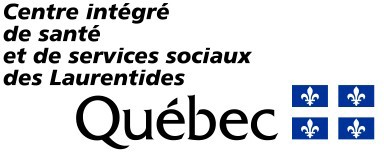 Centre intégré
de santé
et de services sociaux
des Laurentides
Québec